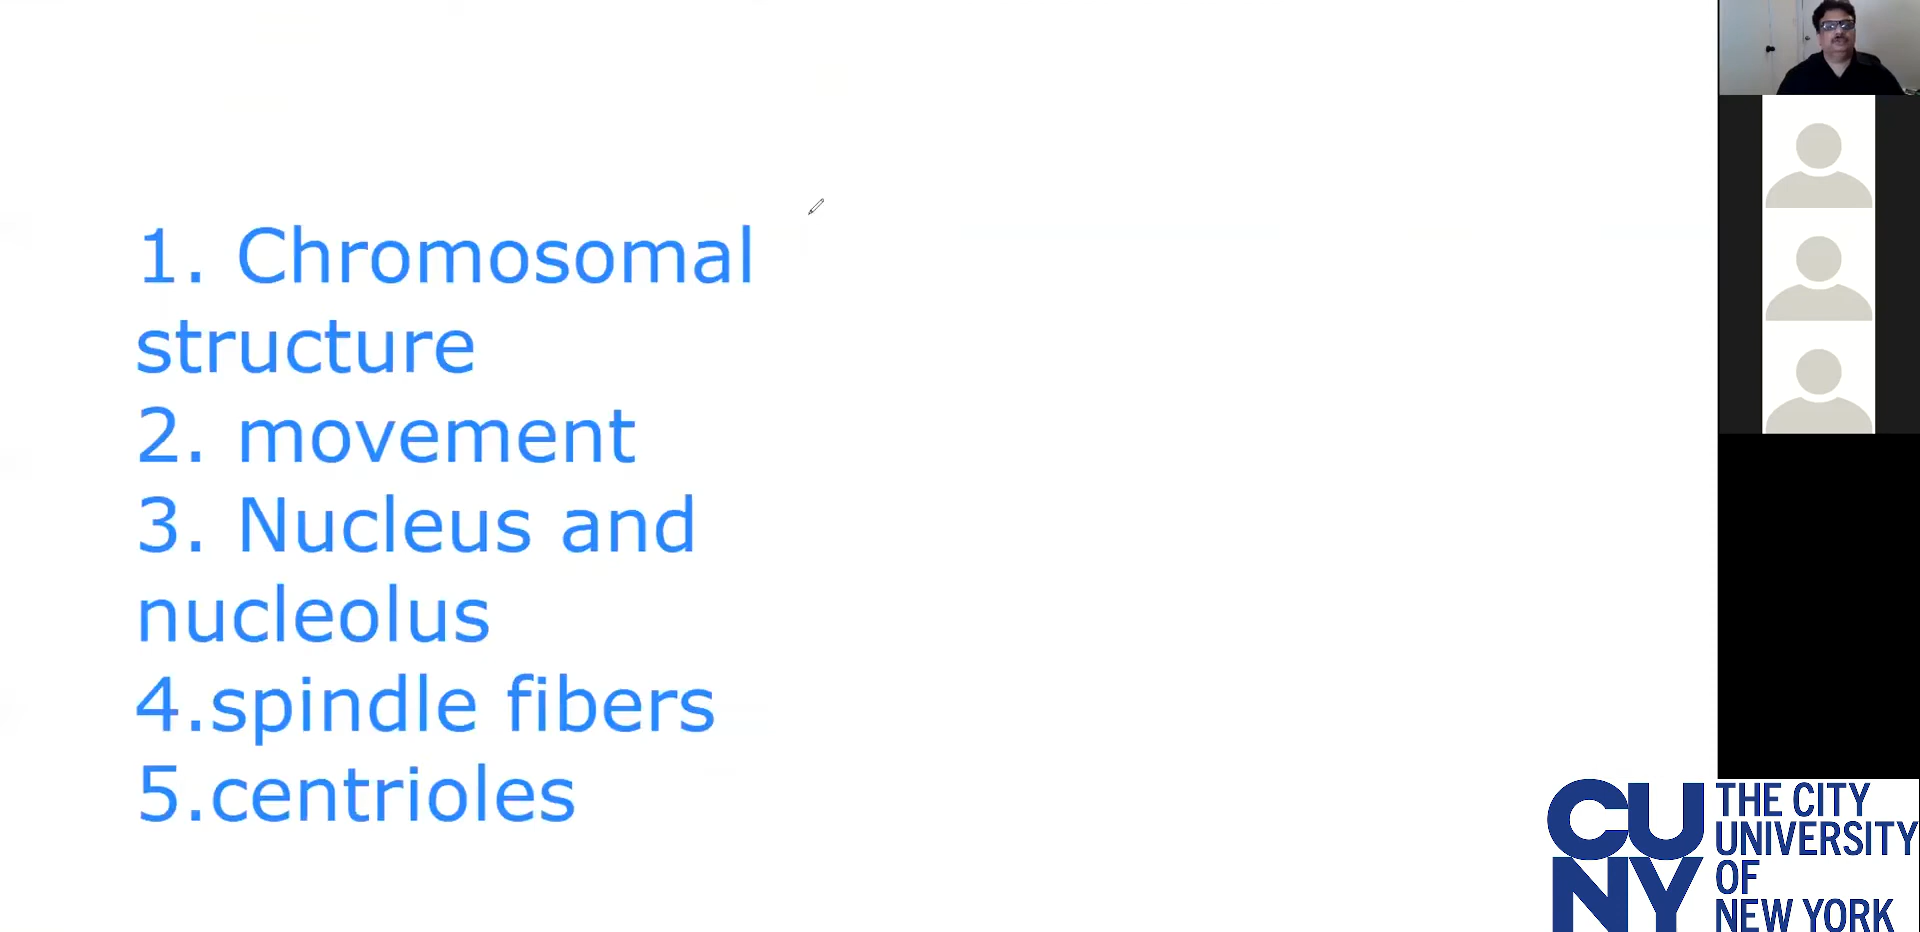 1. Chromosomal
structure
2. movement
3. Nucleus and
nucleolus
4.spindle fibers
5.centrioles
CU
NY
THE CITY
UNIVERSITY
OF
NEW YORK